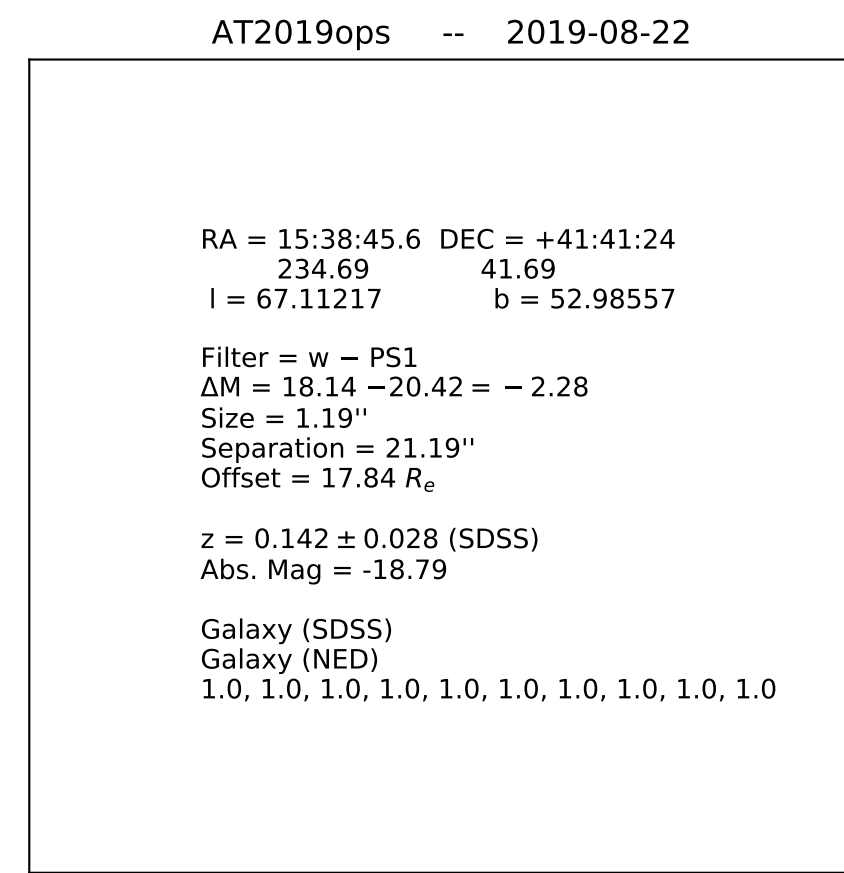 AT2019ops -- 2019-08-22
RA = 15:38:45.6 DEC = +41:41:24
234.69 41.69
l = 67.11217 b = 52.98557
Filter = w − PS1
ΔM = 18.14 −20.42 = − 2.28
Size = 1.19''
Separation = 21.19''
Offset = 17.84 Rₑ
z = 0.142 ± 0.028 (SDSS)
Abs. Mag = -18.79
Galaxy (SDSS)
Galaxy (NED)
1.0, 1.0, 1.0, 1.0, 1.0, 1.0, 1.0, 1.0, 1.0, 1.0